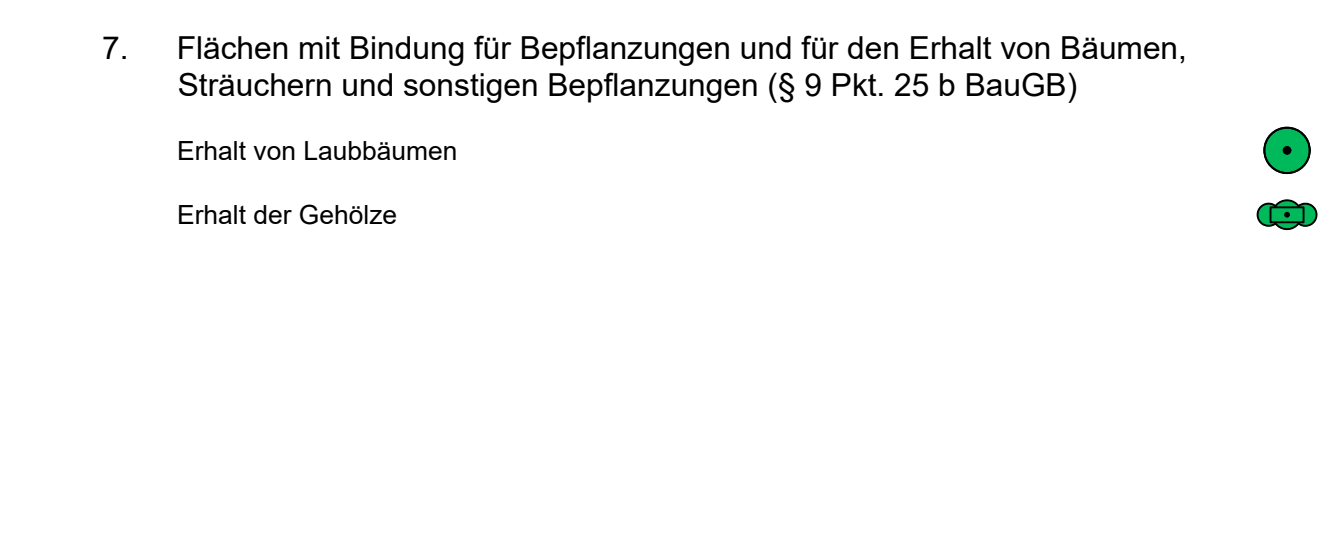 7. Flächen mit Bindung für Bepflanzungen und für den Erhalt von Bäumen,
Sträuchern und sonstigen Bepflanzungen (§ 9 Pkt. 25 b BauGB)
Erhalt von Laubbäumen
Erhalt der Gehölze